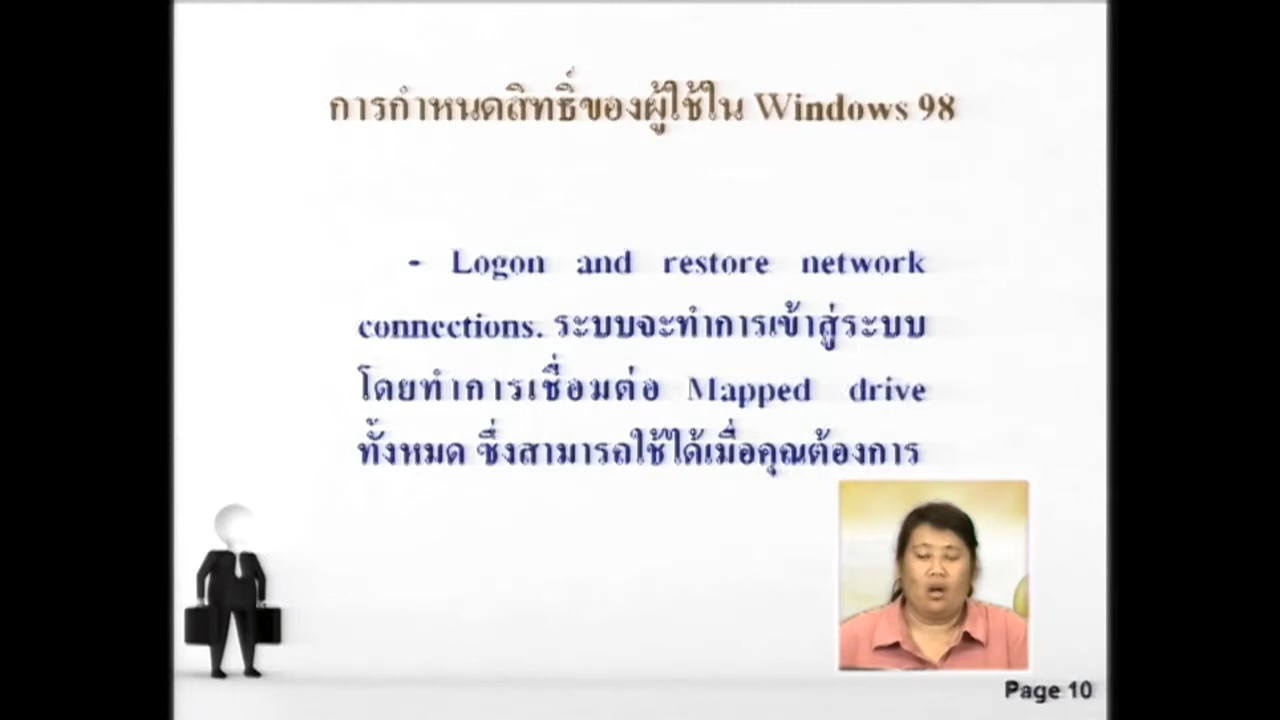 การกำหนดสิทธิ์ของผู้ใช้ใน Windows 98
- Logon and restore network
connections. ระบบจะทำการเข้าสู่ระบบ
โดยทำการเชื่อมต่อ Mapped drive
ทั้งหมด ซึ่งสามารถใช้ได้เมื่อคุณต้องการ
Page 10